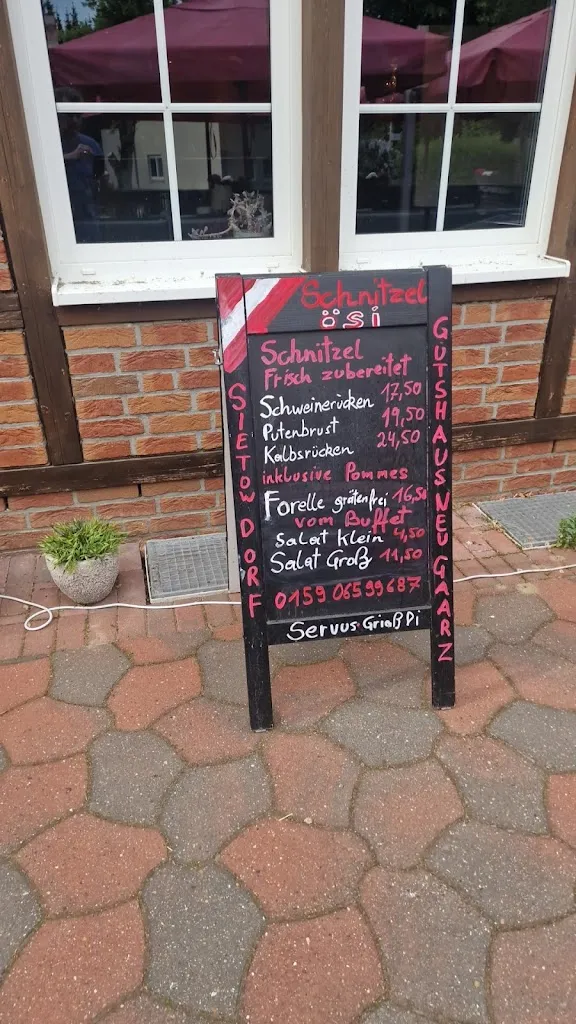 Schnitzel
ösi
Schnitzel
Frisch zubereitet
Schweinerücken 17,50
Putenbrust 19,50
Kalbsrücken 24,50
inklusive Pommes
Forelle grätenfrei 16,50
vom Buffet
Salat Klein 4,50
Salat Groß 11,50
0159 06599687
Servus Griaß Di
SIETOW DORF
GUTSHAUS NEU GAARZ